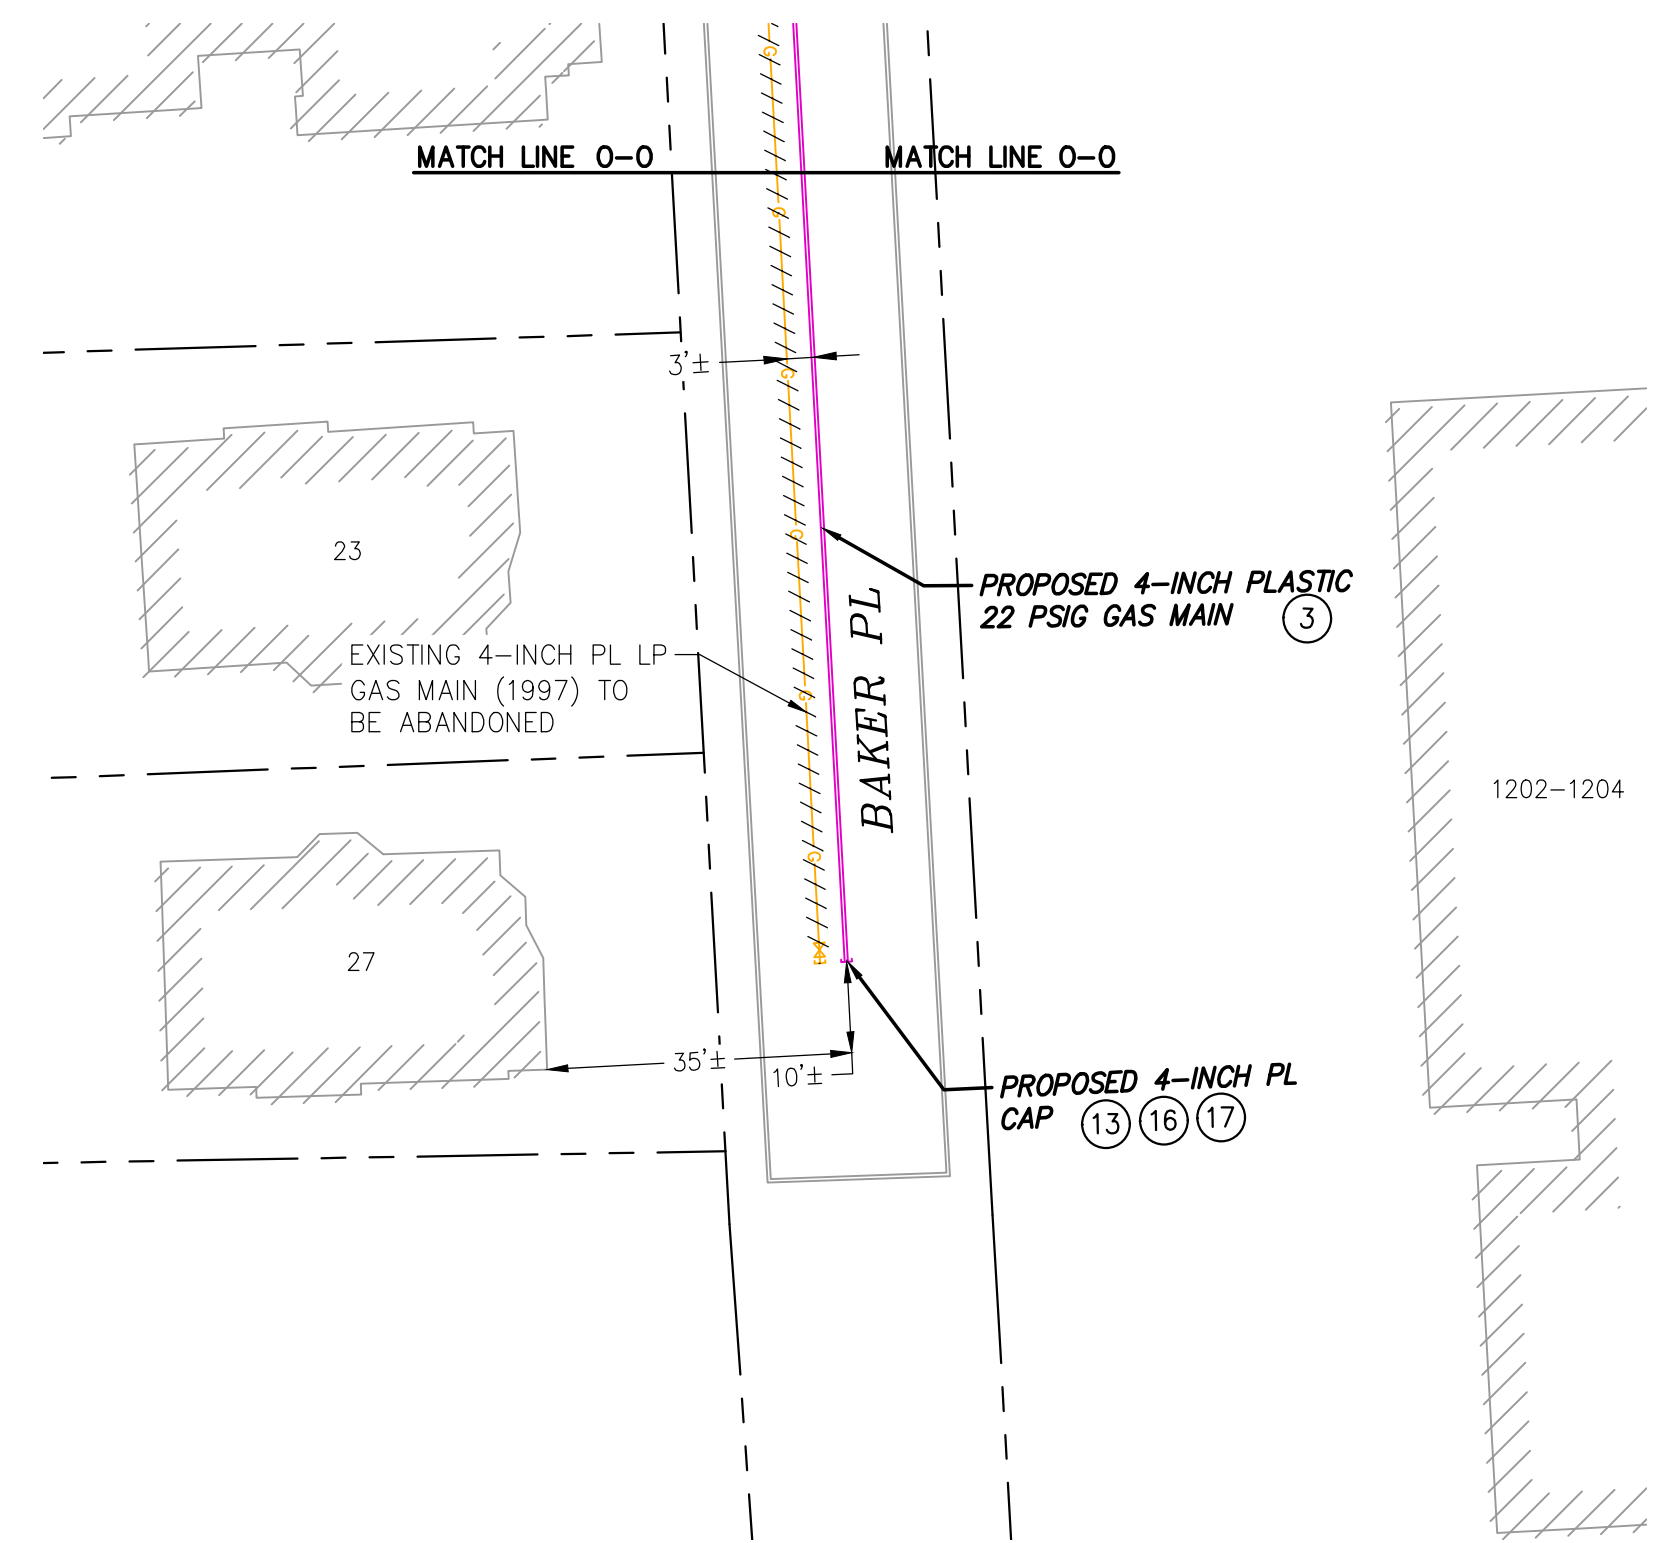 MATCH LINE O-O
MATCH LINE O-O
G
G
3'±
G
23
G
PROPOSED 4-INCH PLASTIC
22 PSIG GAS MAIN 3
EXISTING 4-INCH PL LP
GAS MAIN (1997) TO
BE ABANDONED
G
BAKER PL
1202-1204
G
27
35'±
10'±
PROPOSED 4-INCH PL
CAP 13 16 17